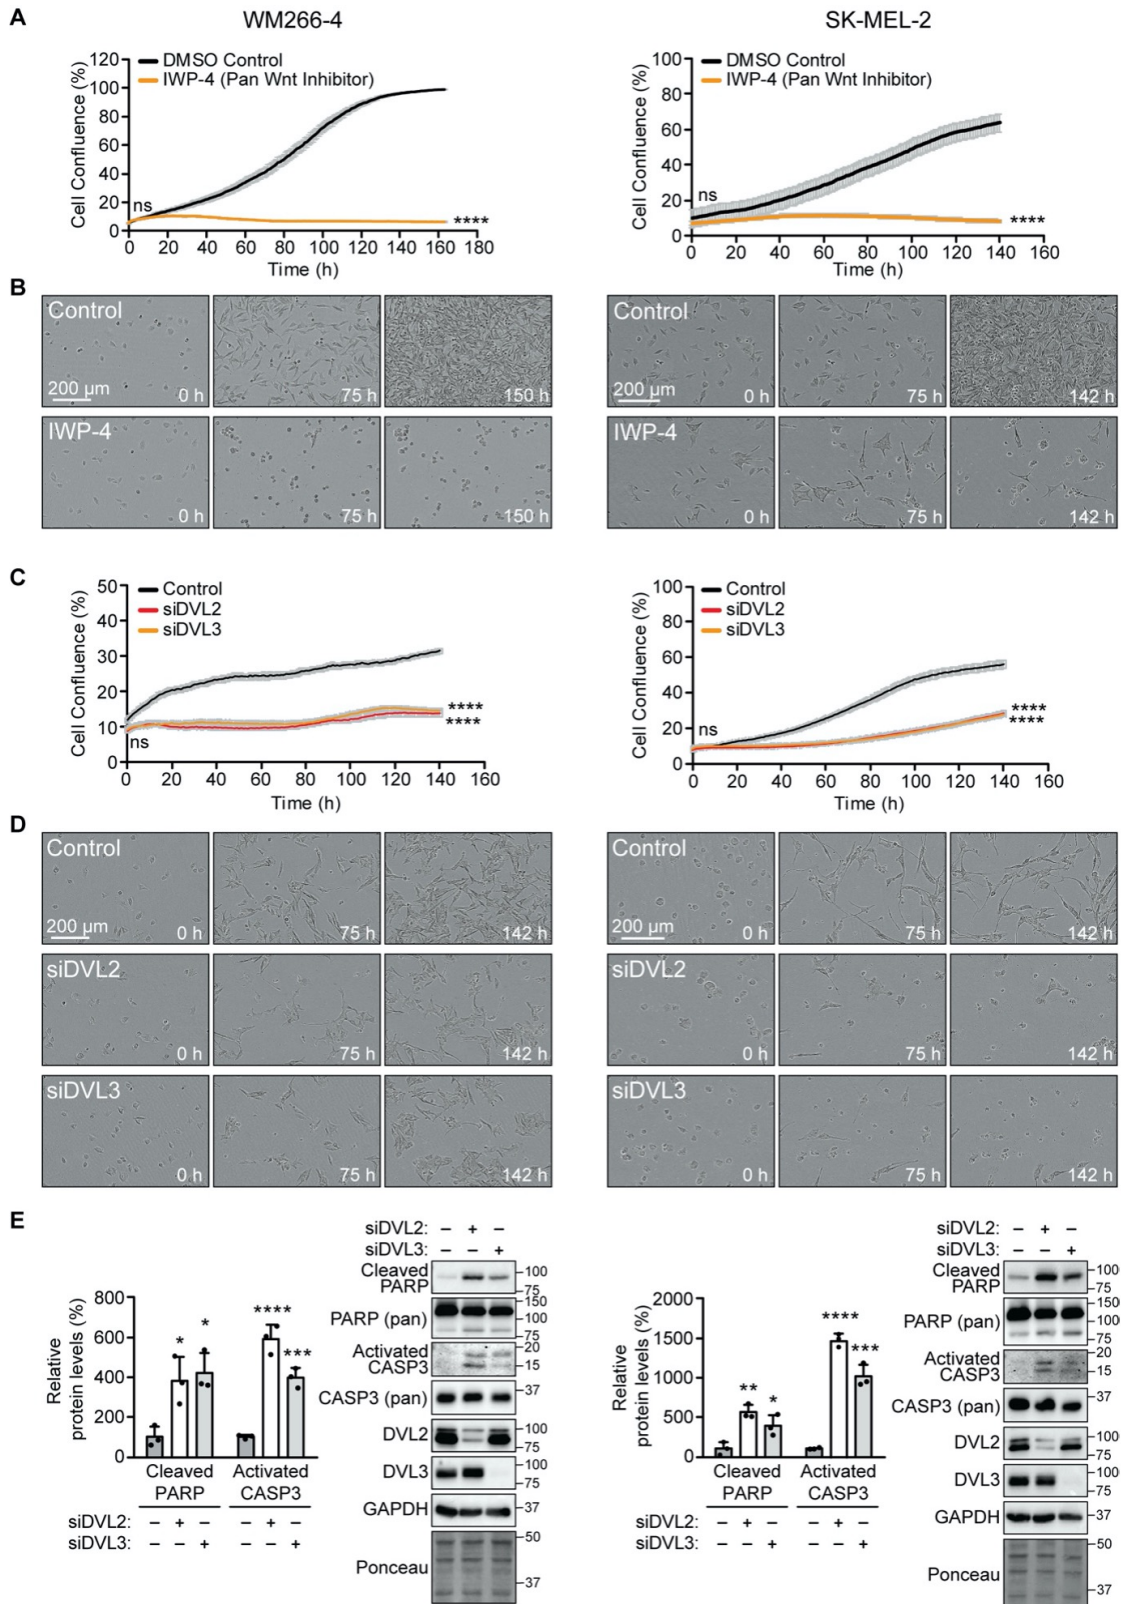 A
WM266-4
SK-MEL-2
DMSO Control
IWP-4 (Pan Wnt Inhibitor)
Cell Confluence (%)
120
100
80
60
40
20
0
ns
****
0 20 40 60 80 100 120 140 160 180
Time (h)
DMSO Control
IWP-4 (Pan Wnt Inhibitor)
Cell Confluence (%)
100
80
60
40
20
0
ns
****
0 20 40 60 80 100 120 140 160
Time (h)
B
Control
200 µm
0 h
75 h
150 h
IWP-4
0 h
75 h
150 h
Control
200 µm
0 h
75 h
142 h
IWP-4
0 h
75 h
142 h
C
Control
siDVL2
siDVL3
Cell Confluence (%)
50
40
30
20
10
0
ns
****
****
0 20 40 60 80 100 120 140 160
Time (h)
Control
siDVL2
siDVL3
Cell Confluence (%)
100
80
60
40
20
0
ns
****
****
0 20 40 60 80 100 120 140 160
Time (h)
D
Control
200 µm
0 h
75 h
142 h
siDVL2
0 h
75 h
142 h
siDVL3
0 h
75 h
142 h
Control
200 µm
0 h
75 h
142 h
siDVL2
0 h
75 h
142 h
siDVL3
0 h
75 h
142 h
E
Relative
protein levels (%)
800
600
400
200
0
* * **** ***
Cleaved
PARP
Activated
CASP3
siDVL2: – + – – + –
siDVL3: – – + – – +
siDVL2: – + –
siDVL3: – – +
Cleaved
PARP
100
75
PARP (pan)
150
100
75
Activated
CASP3
20
15
CASP3 (pan)
37
DVL2
100
75
DVL3
100
75
GAPDH
37
Ponceau
50
37
Relative
protein levels (%)
2000
1500
1000
500
0
** * **** ***
Cleaved
PARP
Activated
CASP3
siDVL2: – + – – + –
siDVL3: – – + – – +
siDVL2: – + –
siDVL3: – – +
Cleaved
PARP
100
75
PARP (pan)
150
100
75
Activated
CASP3
20
15
CASP3 (pan)
37
DVL2
100
75
DVL3
100
75
GAPDH
37
Ponceau
50
37